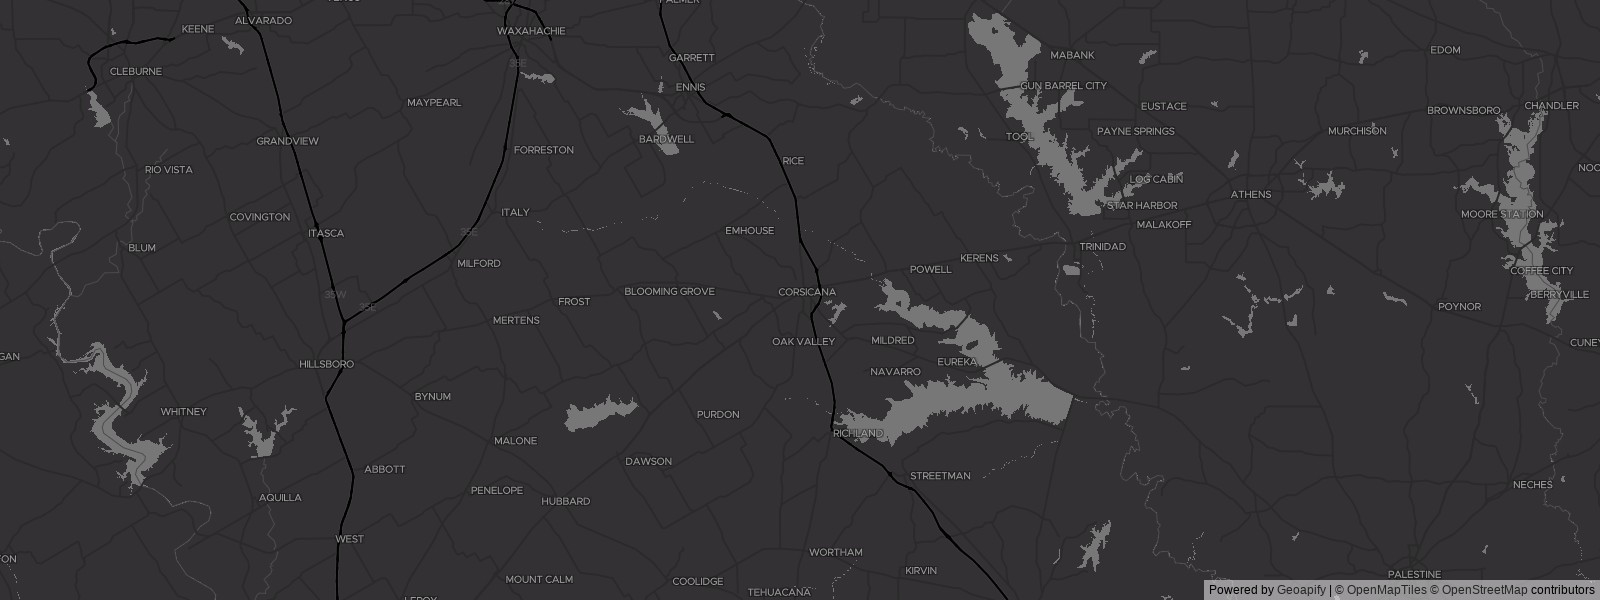 PALMER
ALVARADO
KEENE
WAXAHACHIE
GARRETT
MABANK
EDOM
35E
CLEBURNE
ENNIS
GUN BARREL CITY
MAYPEARL
EUSTACE
BROWNSBORO
CHANDLER
GRANDVIEW
BARDWELL
TOOL
PAYNE SPRINGS
MURCHISON
FORRESTON
RICE
RIO VISTA
LOG CABIN
ATHENS
NOO
COVINGTON
ITALY
STAR HARBOR
MOORE STATION
ITASCA
35E
EMHOUSE
MALAKOFF
BLUM
TRINIDAD
MILFORD
KERENS
POWELL
COFFEE CITY
35W
35E
FROST
BLOOMING GROVE
CORSICANA
BERRYVILLE
POYNOR
MERTENS
OAK VALLEY
MILDRED
CUNEY
GAN
HILLSBORO
EUREKA
NAVARRO
BYNUM
WHITNEY
PURDON
MALONE
RICHLAND
ABBOTT
DAWSON
STREETMAN
AQUILLA
PENELOPE
HUBBARD
NECHES
WEST
TON
WORTHAM
KIRVIN
MOUNT CALM
COOLIDGE
TEHUACANA
PALESTINE
LEROY
Powered by Geoapify | © OpenMapTiles © OpenStreetMap contributors